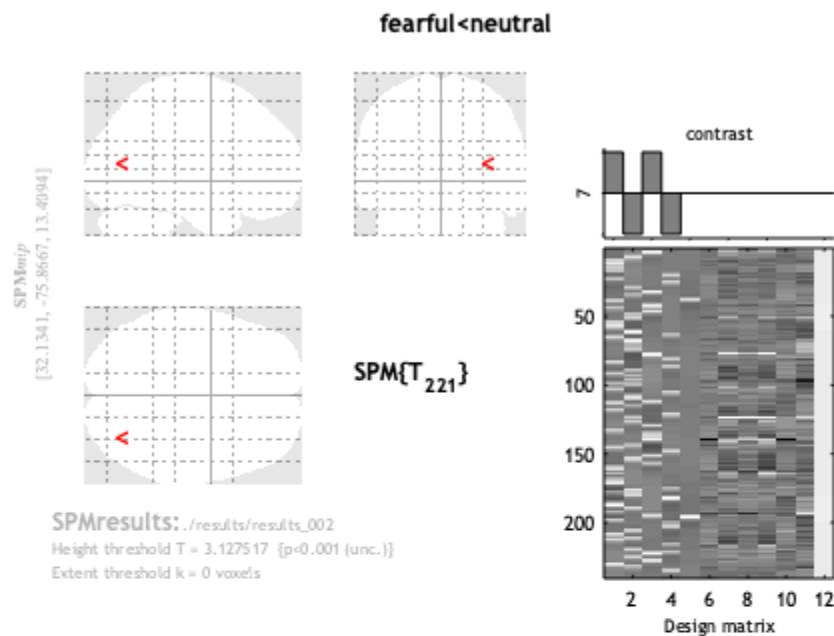 fearful<neutral
SPMmip
[32.1341, -75.8667, 13.4094]
<
<
<
SPM{T221}
SPMresults: ./results/results_002
Height threshold T = 3.127517 {p<0.001 (unc.)}
Extent threshold k = 0 voxels
contrast
7
50
100
150
200
2 4 6 8 10 12
Design matrix